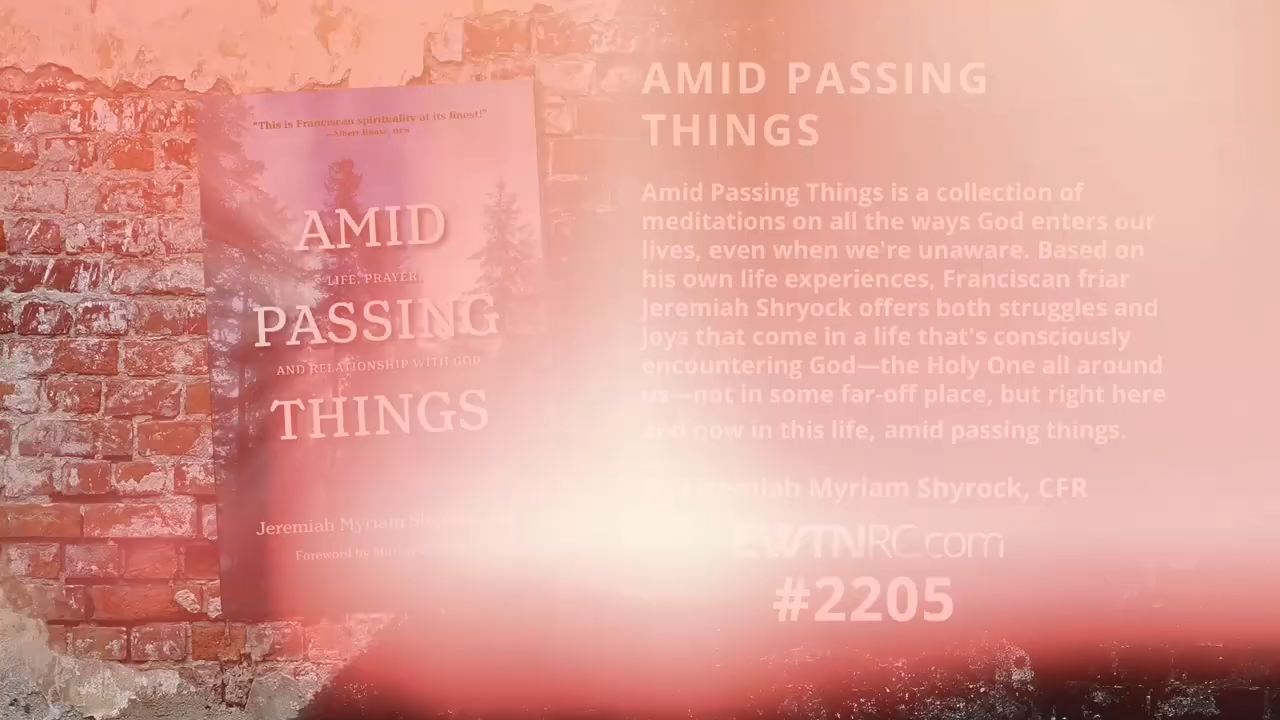 "This is Franciscan spirituality at its finest!"
AMID
LIFE, PRAYER,
PASSING
AND RELATIONSHIP WITH GOD
THINGS
Jeremiah Myriam
Foreword by
AMID PASSING
THINGS
Amid Passing Things is a collection of
meditations on all the ways God enters our
lives, even when we're unaware. Based on
his own life experiences, Franciscan friar
Jeremiah Shryock offers both struggles and
joys that come in a life that's consciously
encountering God—the Holy One all around
us—not in some far-off place, but right here
and now in this life, amid passing things.
Jeremiah Myriam Shyrock, CFR
EWTNRC.com
#2205